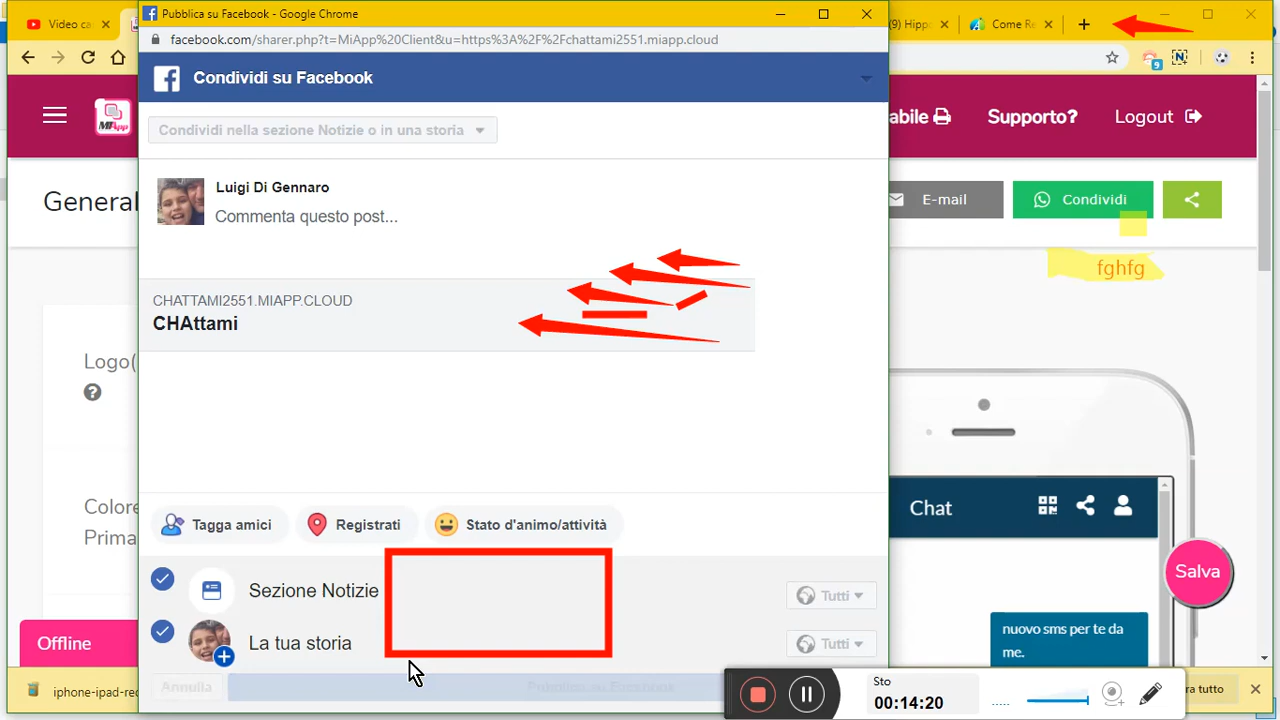 Pubblica su Facebook - Google Chrome
Video ca
(9) Hippo
Come Re
facebook.com/sharer.php?t=MiApp%20Client&u=https%3A%2F%2Fchattami2551.miapp.cloud
9
Condividi su Facebook
MiApp
Supporto?
Logout
Condividi nella sezione Notizie o in una storia
Luigi Di Gennaro
Commenta questo post...
General
E-mail
Condividi
fghfg
CHATTAMI2551.MIAPP.CLOUD
CHAttami
Logo(
Colore
Prima
Chat
Tagga amici
Registrati
Stato d'animo/attività
Sezione Notizie
Tutti
Salva
Offline
La tua storia
Tutti
nuovo sms per te da
me.
iphone-ipad-rec
Annulla
Pubblica su Facebook
Sto
00:14:20
ra tutto